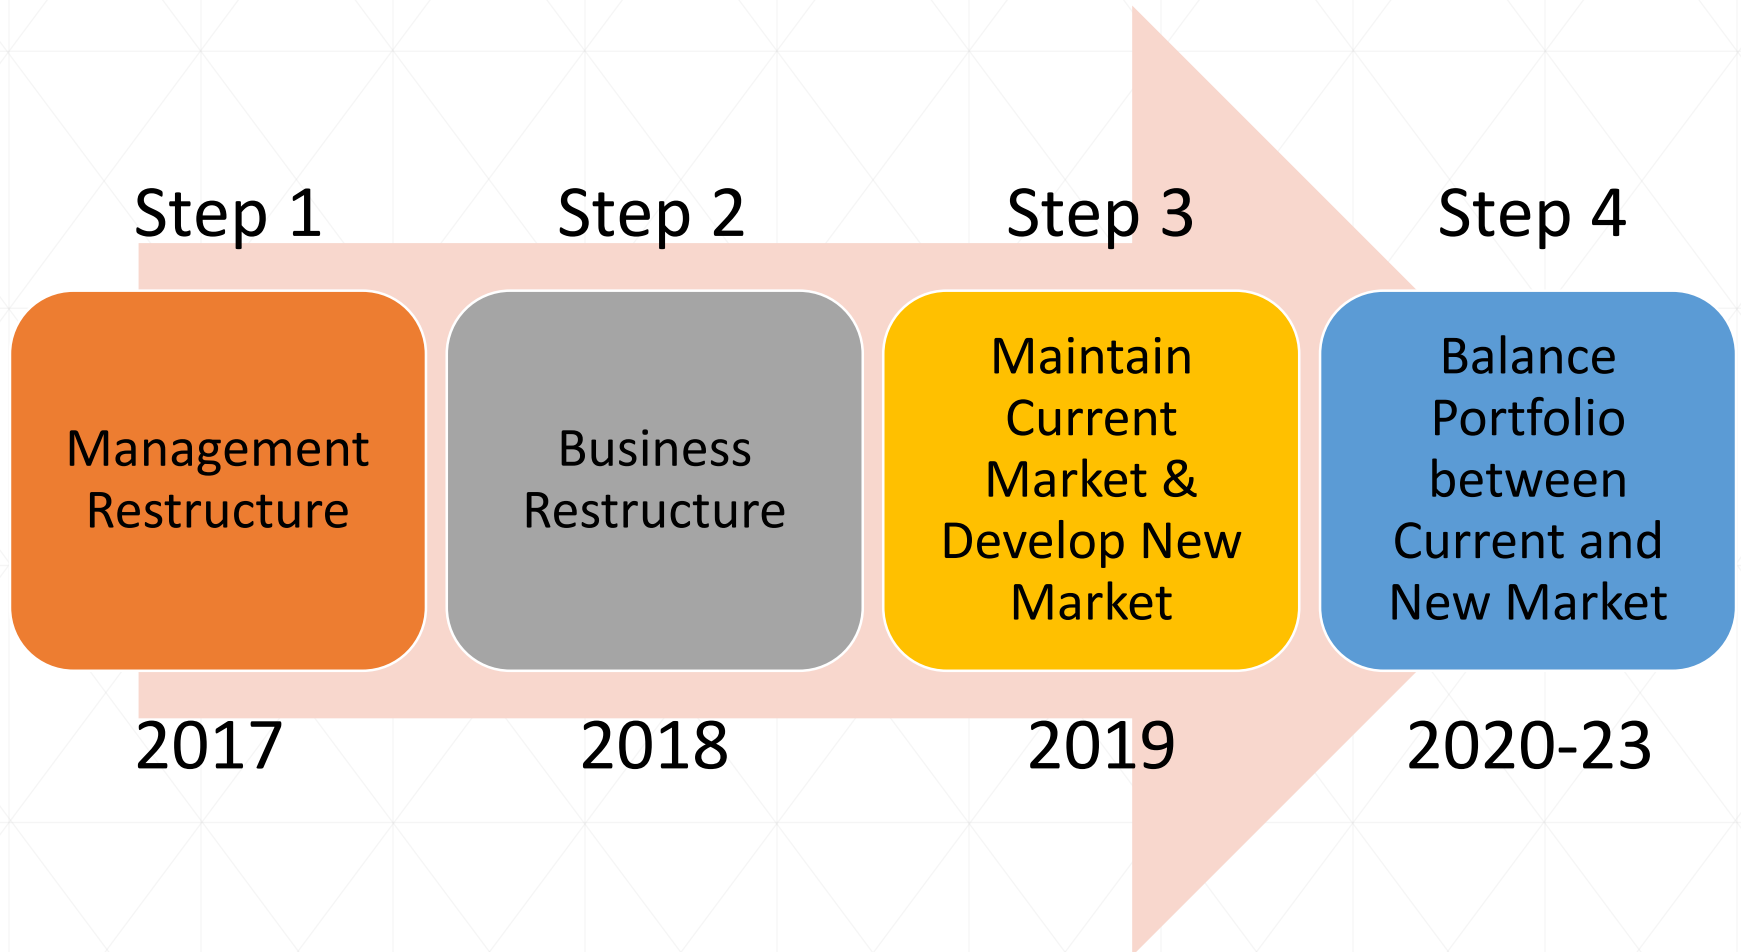 Step 1
Step 2
Step 3
Step 4
Management
Restructure
Business
Restructure
Maintain
Current
Market &
Develop New
Market
Balance
Portfolio
between
Current and
New Market
2017
2018
2019
2020-23